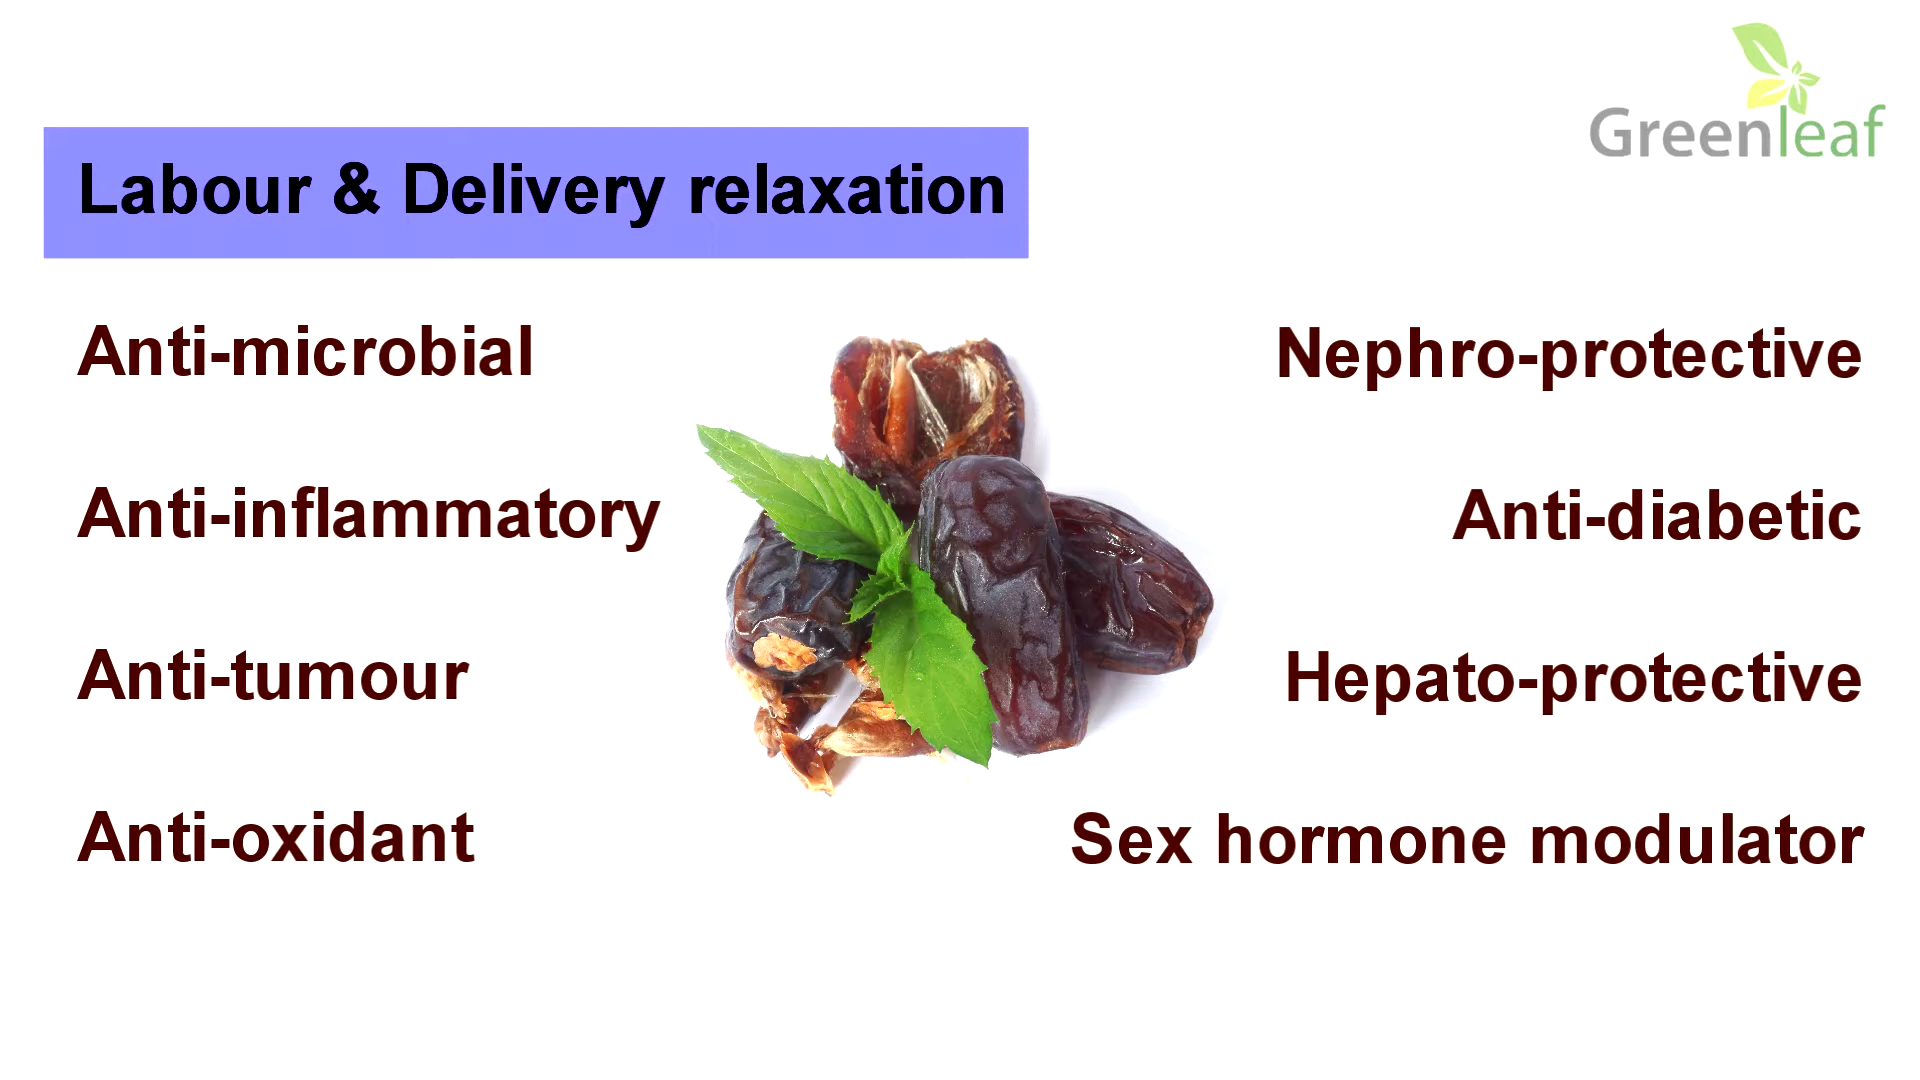 Greenleaf
Labour & Delivery relaxation
Anti-microbial
Anti-inflammatory
Anti-tumour
Anti-oxidant
Nephro-protective
Anti-diabetic
Hepato-protective
Sex hormone modulator